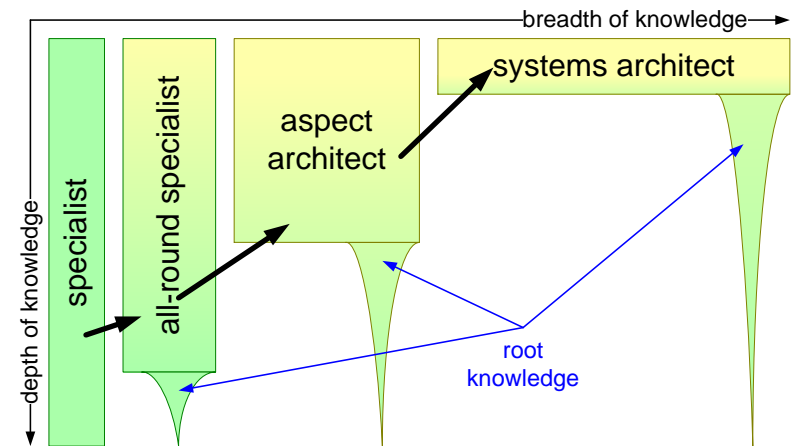 breadth of knowledge
depth of knowledge
specialist
all-round specialist
aspect
architect
systems architect
root
knowledge